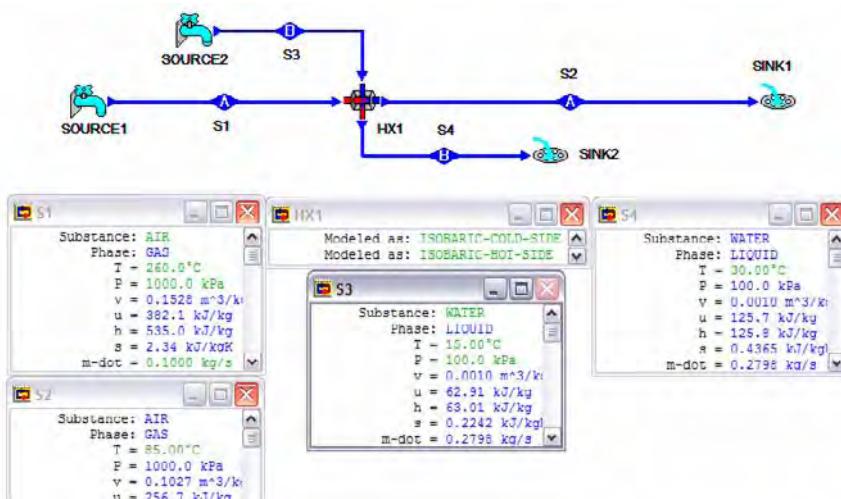 SOURCE2
B
S3
SOURCE1
A
S1
HX1
A
S2
SINK1
S4
B
SINK2
S1
Substance: AIR
Phase: GAS
T = 260.0°C
P = 1000.0 kPa
v = 0.1528 m^3/k
u = 382.1 kJ/kg
h = 535.0 kJ/kg
s = 2.34 kJ/kgK
m-dot = 0.1000 kg/s
S2
Substance: AIR
Phase: GAS
T = 85.00°C
P = 1000.0 kPa
v = 0.1027 m^3/k
u = 256.7 kJ/kg
HX1
Modeled as: ISOBARIC-COLD-SIDE
Modeled as: ISOBARIC-HOT-SIDE
S3
Substance: WATER
Phase: LIQUID
T = 15.00°C
P = 100.0 kPa
v = 0.0010 m^3/k
u = 62.91 kJ/kg
h = 63.01 kJ/kg
s = 0.2242 kJ/kg
m-dot = 0.2798 kg/s
S4
Substance: WATER
Phase: LIQUID
T = 30.00°C
P = 100.0 kPa
v = 0.0010 m^3/k
u = 125.7 kJ/kg
h = 125.8 kJ/kg
s = 0.4365 kJ/kg
m-dot = 0.2798 kg/s